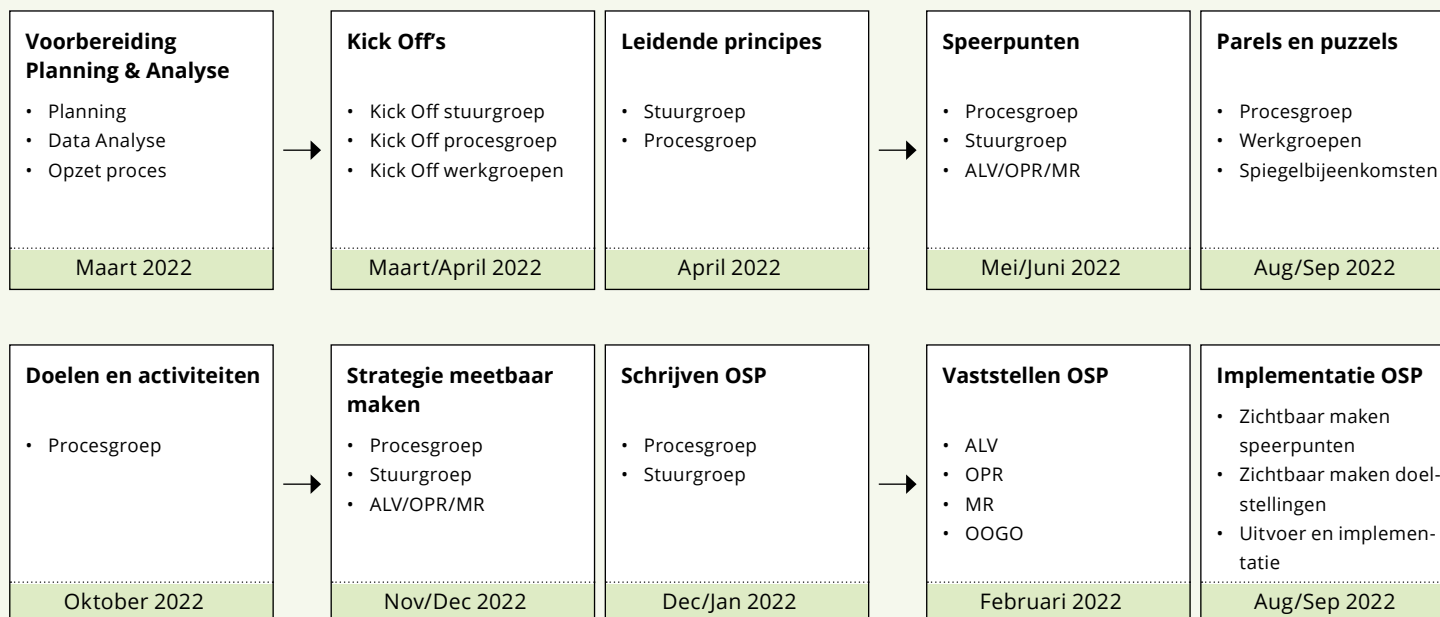 Voorbereiding
Planning & Analyse
• Planning
• Data Analyse
• Opzet proces
Maart 2022
Kick Off's
• Kick Off stuurgroep
• Kick Off procesgroep
• Kick Off werkgroepen
Maart/April 2022
Leidende principes
• Stuurgroep
• Procesgroep
April 2022
Speerpunten
• Procesgroep
• Stuurgroep
• ALV/OPR/MR
Mei/Juni 2022
Parels en puzzels
• Procesgroep
• Werkgroepen
• Spiegelbijeenkomsten
Aug/Sep 2022
Doelen en activiteiten
• Procesgroep
Oktober 2022
Strategie meetbaar
maken
• Procesgroep
• Stuurgroep
• ALV/OPR/MR
Nov/Dec 2022
Schrijven OSP
• Procesgroep
• Stuurgroep
Dec/Jan 2022
Vaststellen OSP
• ALV
• OPR
• MR
• OOGO
Februari 2022
Implementatie OSP
• Zichtbaar maken
speerpunten
• Zichtbaar maken doel-
stellingen
• Uitvoer en implemen-
tatie
Aug/Sep 2022